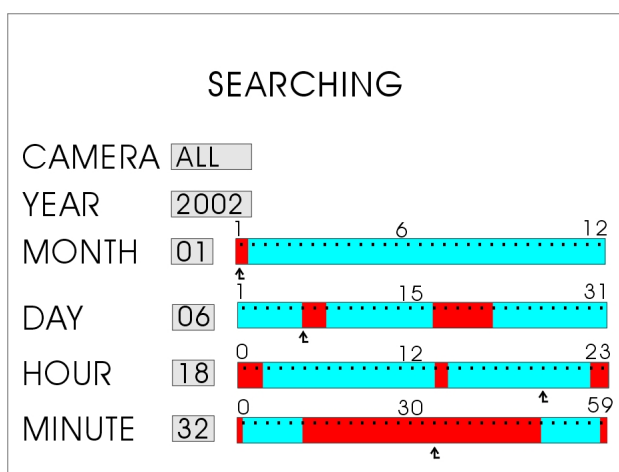 SEARCHING
CAMERA ALL
YEAR 2002
MONTH 01 1 6 12
DAY 06 1 15 31
HOUR 18 0 12 23
MINUTE 32 0 30 59